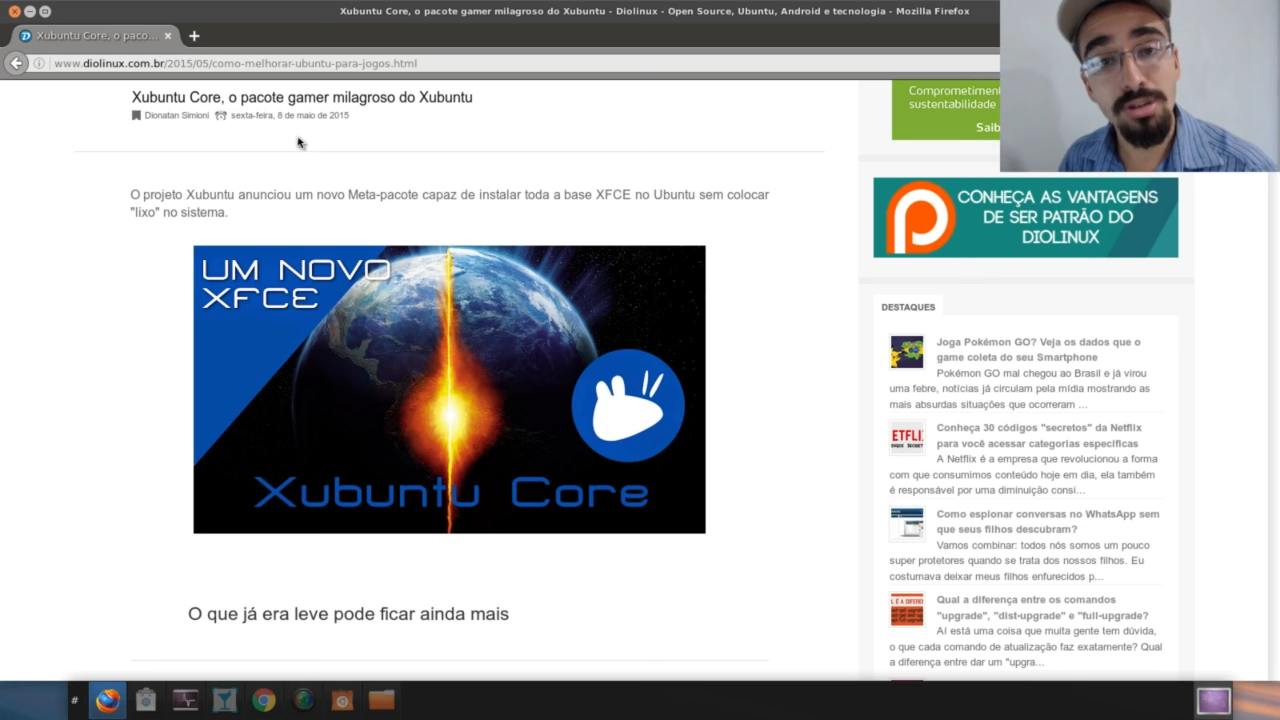 Xubuntu Core, o pacote gamer milagroso do Xubuntu - Diolinux - Open Source, Ubuntu, Android e tecnologia - Mozilla Firefox
Xubuntu Core, o paco...
www.diolinux.com.br/2015/05/como-melhorar-ubuntu-para-jogos.html
Xubuntu Core, o pacote gamer milagroso do Xubuntu
Dionatan Simioni sexta-feira, 8 de maio de 2015
O projeto Xubuntu anunciou um novo Meta-pacote capaz de instalar toda a base XFCE no Ubuntu sem colocar
"lixo" no sistema.
UM NOVO
XFCE
Xubuntu Core
O que já era leve pode ficar ainda mais
sustentabilidade
CONHEÇA AS VANTAGENS
DE SER PATRÃO DO
DIOLINUX
DESTAQUES
Joga Pokémon GO? Veja os dados que o
game coleta do seu Smartphone
Pokémon GO mal chegou ao Brasil e já virou
uma febre, notícias já circulam pela mídia mostrando as
mais absurdas situações que ocorreram ...
Conheça 30 códigos "secretos" da Netflix
para você acessar categorias específicas
A Netflix é a empresa que revolucionou a forma
com que consumimos conteúdo hoje em dia, ela também
é responsável por uma diminuição consi...
Como espionar conversas no WhatsApp sem
que seus filhos descubram?
Vamos combinar: todos nós somos um pouco
super protetores quando se trata dos nossos filhos. Eu
costumava deixar meus filhos enfurecidos p...
Qual a diferença entre os comandos
"upgrade", "dist-upgrade" e "full-upgrade?
Aí está uma coisa que muita gente tem dúvida,
o que cada comando de atualização faz exatamente? Qual
a diferença entre dar um "upgra...
#